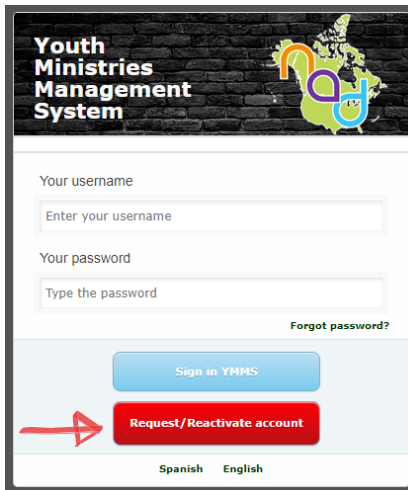 Youth
Ministries
Management
System
nad
Your username
Enter your username
Your password
Type the password
Forgot password?
Sign in YMMS
Request/Reactivate account
Spanish English